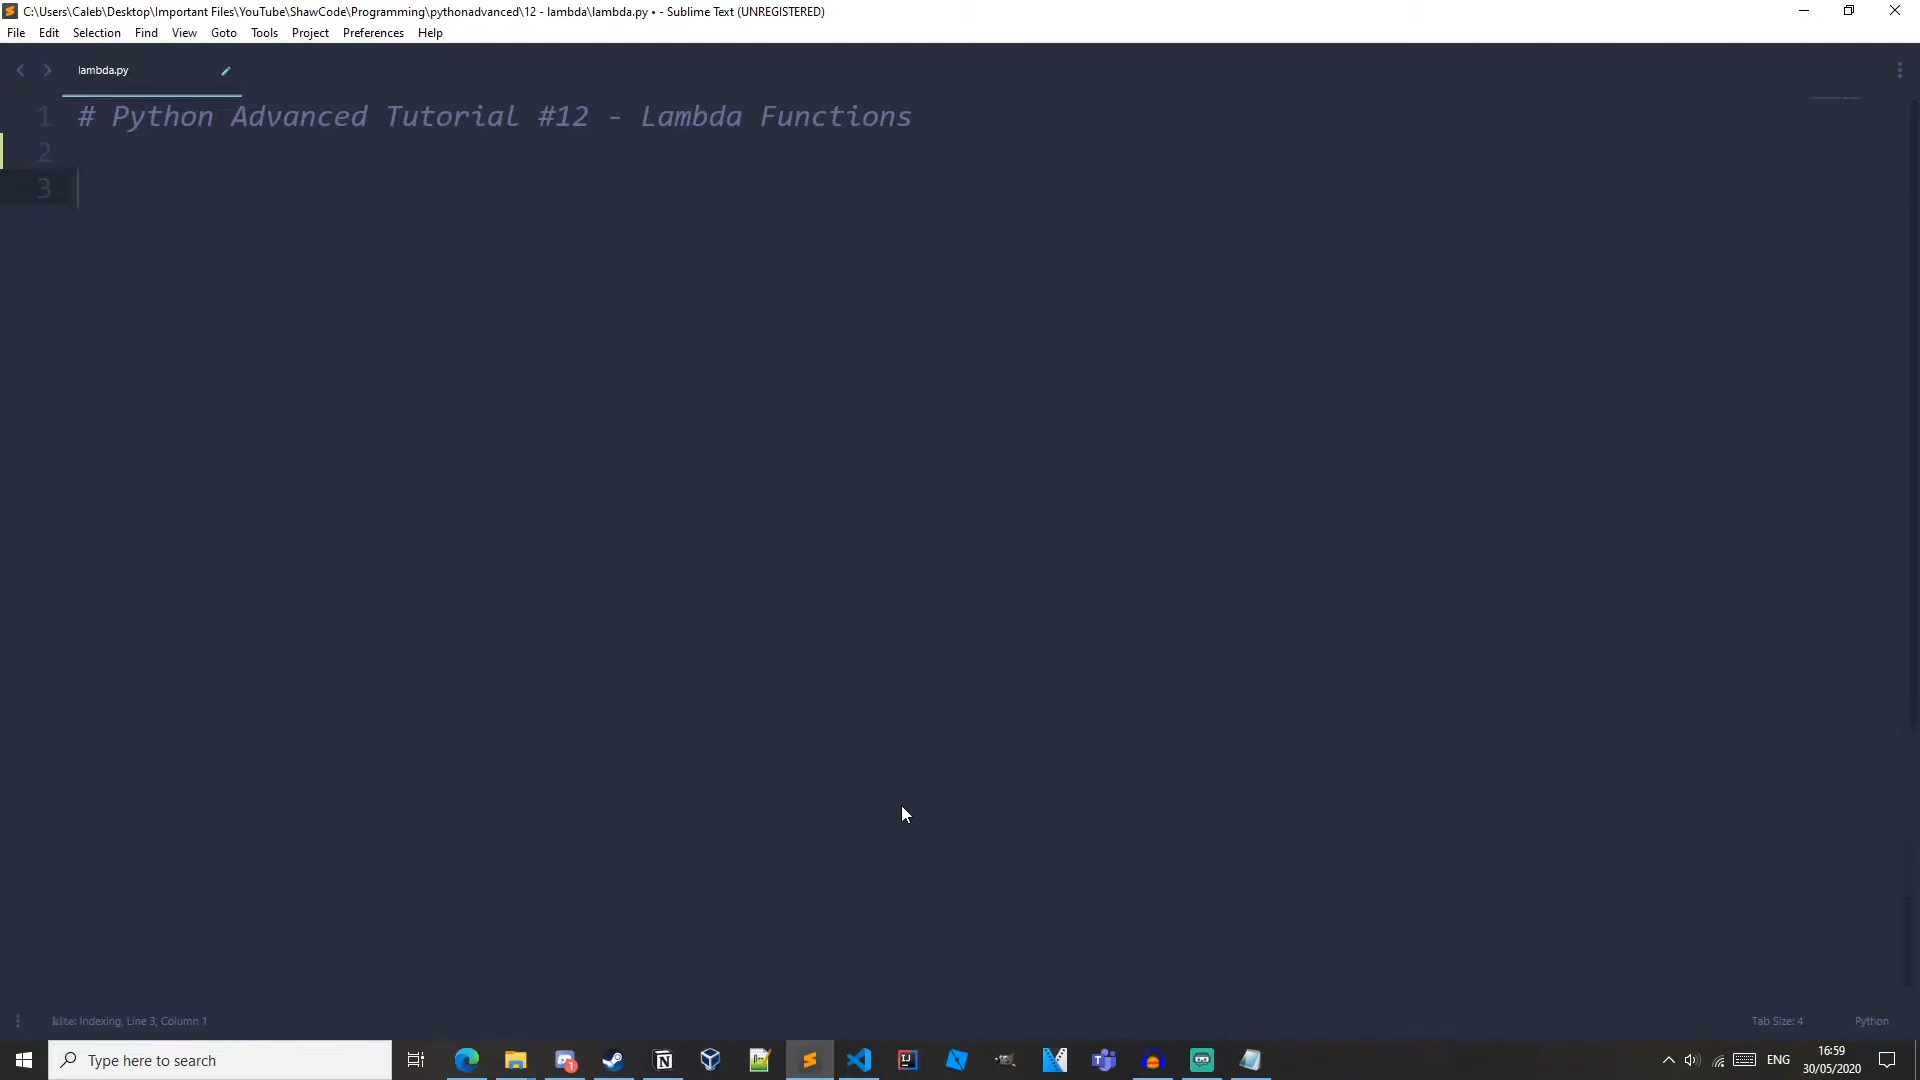 C:\Users\Caleb\Desktop\Important Files\YouTube\ShawCode\Programming\pythonadvanced\12 - lambda\lambda.py • - Sublime Text (UNREGISTERED)
File Edit Selection Find View Goto Tools Project Preferences Help
lambda.py
1 # Python Advanced Tutorial #12 - Lambda Functions
2
3
Indexing, Line 3, Column 1
Tab Size: 4 Python
Type here to search
1
ENG
16:59
30/05/2020